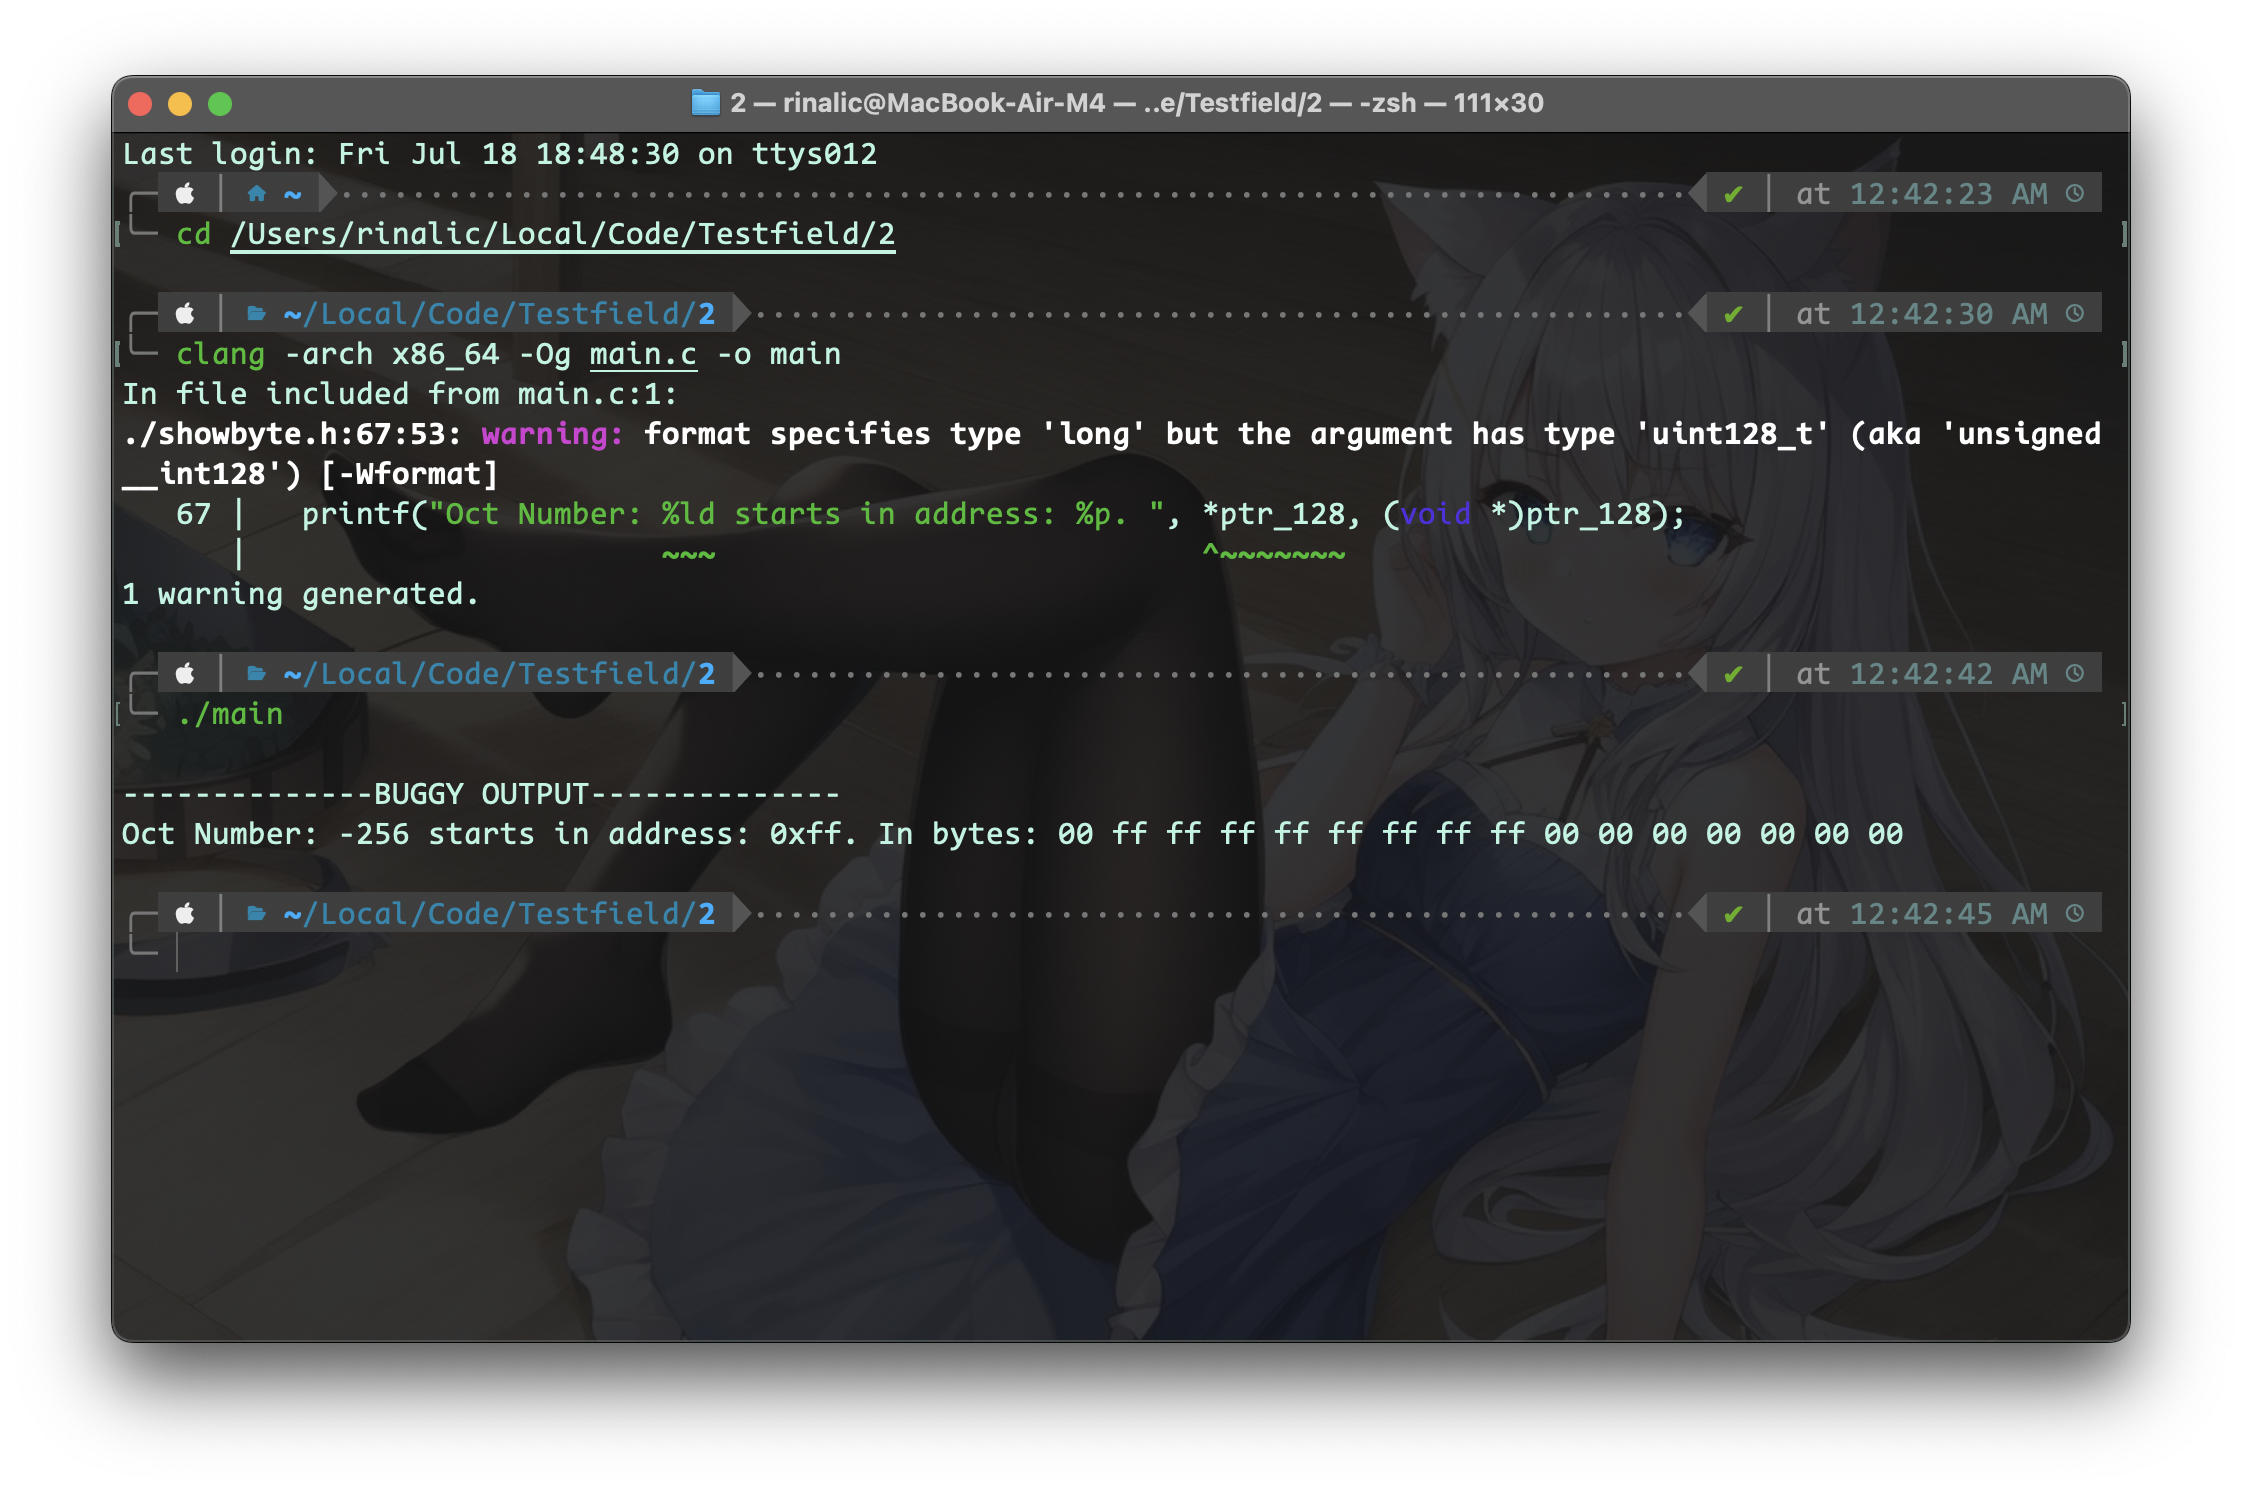 2 — rinalic@MacBook-Air-M4 — ..e/Testfield/2 — -zsh — 111×30
Last login: Fri Jul 18 18:48:30 on ttys012
~ ✔ at 12:42:23 AM
cd /Users/rinalic/Local/Code/Testfield/2
~/Local/Code/Testfield/2 ✔ at 12:42:30 AM
clang -arch x86_64 -Og main.c -o main
In file included from main.c:1:
./showbyte.h:67:53: warning: format specifies type 'long' but the argument has type 'uint128_t' (aka 'unsigned
__int128') [-Wformat]
67 | printf("Oct Number: %ld starts in address: %p. ", *ptr_128, (void *)ptr_128);
| ~~~ ^~~~~~~~
1 warning generated.
~/Local/Code/Testfield/2 ✔ at 12:42:42 AM
./main
--------------BUGGY OUTPUT--------------
Oct Number: -256 starts in address: 0xff. In bytes: 00 ff ff ff ff ff ff ff ff 00 00 00 00 00 00 00
~/Local/Code/Testfield/2 ✔ at 12:42:45 AM